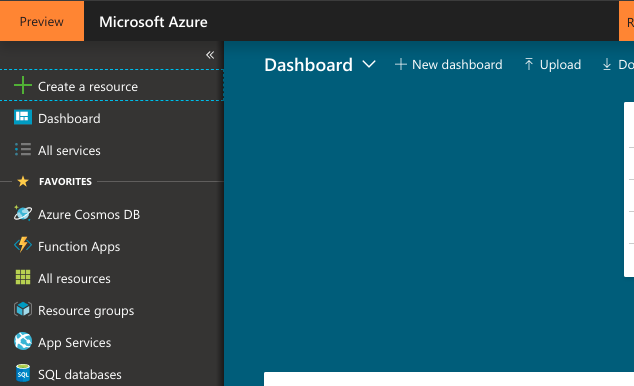 Preview
Microsoft Azure
R
«
Create a resource
Dashboard
All services
FAVORITES
Azure Cosmos DB
Function Apps
All resources
Resource groups
App Services
SQL
SQL databases
Dashboard
New dashboard
Upload
Do